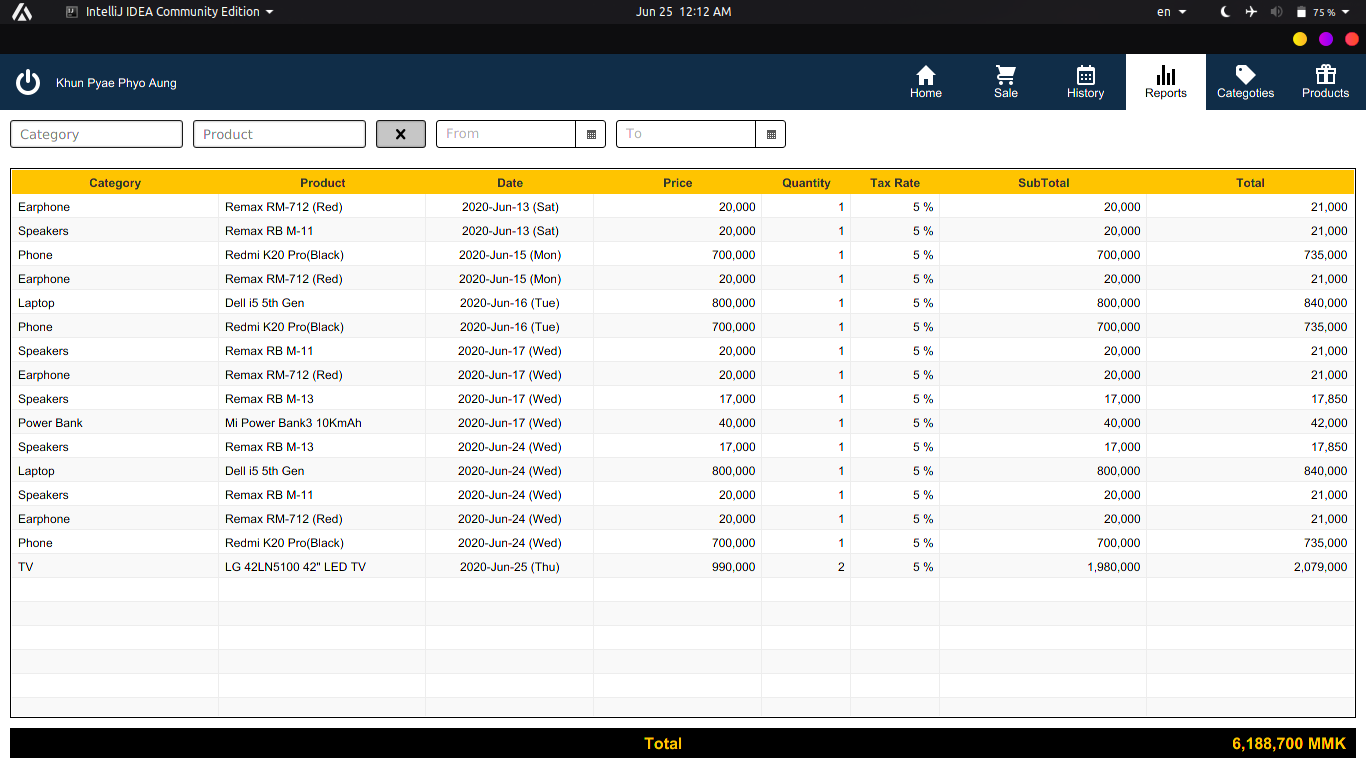 IntelliJ IDEA Community Edition Jun 25 12:12 AM en 75 %
Khun Pyae Phyo Aung Home Sale History Reports Categoties Products
Category Product X From To
Category Product Date Price Quantity Tax Rate SubTotal Total
Earphone Remax RM-712 (Red) 2020-Jun-13 (Sat) 20,000 1 5 % 20,000 21,000
Speakers Remax RB M-11 2020-Jun-13 (Sat) 20,000 1 5 % 20,000 21,000
Phone Redmi K20 Pro(Black) 2020-Jun-15 (Mon) 700,000 1 5 % 700,000 735,000
Earphone Remax RM-712 (Red) 2020-Jun-15 (Mon) 20,000 1 5 % 20,000 21,000
Laptop Dell i5 5th Gen 2020-Jun-16 (Tue) 800,000 1 5 % 800,000 840,000
Phone Redmi K20 Pro(Black) 2020-Jun-16 (Tue) 700,000 1 5 % 700,000 735,000
Speakers Remax RB M-11 2020-Jun-17 (Wed) 20,000 1 5 % 20,000 21,000
Earphone Remax RM-712 (Red) 2020-Jun-17 (Wed) 20,000 1 5 % 20,000 21,000
Speakers Remax RB M-13 2020-Jun-17 (Wed) 17,000 1 5 % 17,000 17,850
Power Bank Mi Power Bank3 10KmAh 2020-Jun-17 (Wed) 40,000 1 5 % 40,000 42,000
Speakers Remax RB M-13 2020-Jun-24 (Wed) 17,000 1 5 % 17,000 17,850
Laptop Dell i5 5th Gen 2020-Jun-24 (Wed) 800,000 1 5 % 800,000 840,000
Speakers Remax RB M-11 2020-Jun-24 (Wed) 20,000 1 5 % 20,000 21,000
Earphone Remax RM-712 (Red) 2020-Jun-24 (Wed) 20,000 1 5 % 20,000 21,000
Phone Redmi K20 Pro(Black) 2020-Jun-24 (Wed) 700,000 1 5 % 700,000 735,000
TV LG 42LN5100 42" LED TV 2020-Jun-25 (Thu) 990,000 2 5 % 1,980,000 2,079,000
Total 6,188,700 MMK